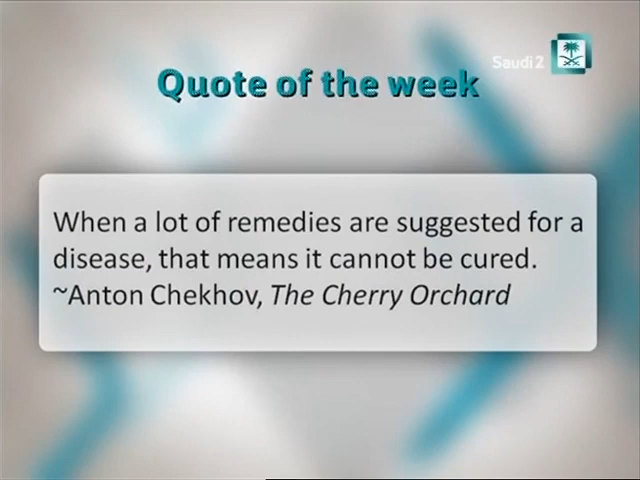 Saudi 2
Quote of the week
When a lot of remedies are suggested for a
disease, that means it cannot be cured.
~Anton Chekhov, The Cherry Orchard